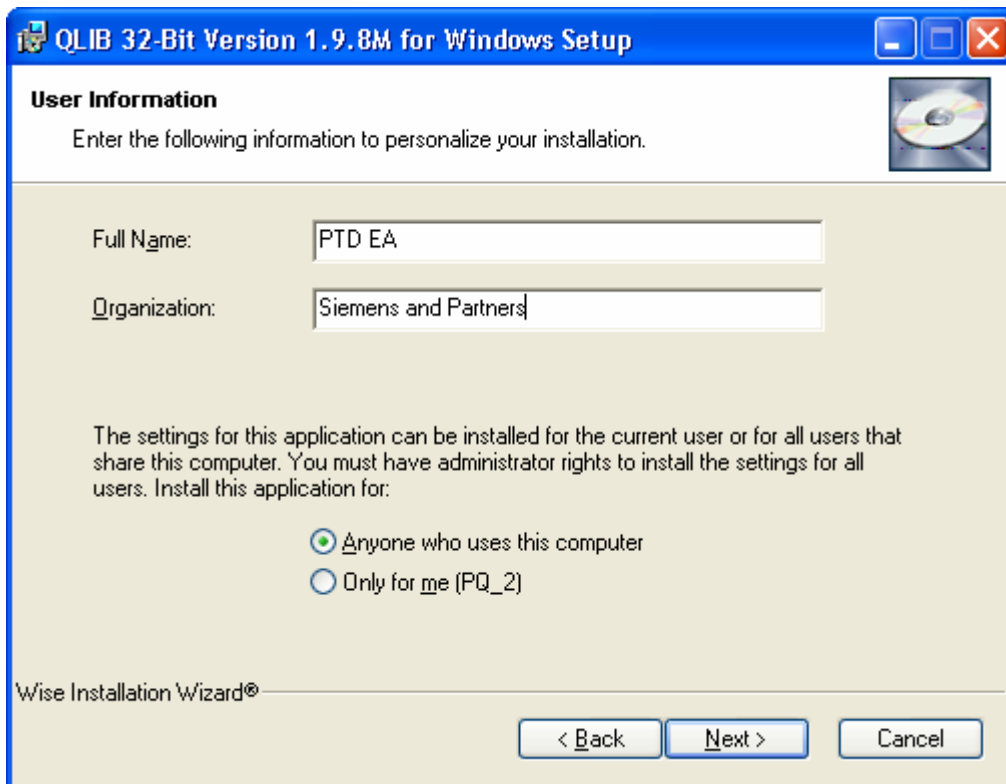 QLIB 32-Bit Version 1.9.8M for Windows Setup
User Information
Enter the following information to personalize your installation.
Full Name:
PTD EA
Organization:
Siemens and Partners
The settings for this application can be installed for the current user or for all users that
share this computer. You must have administrator rights to install the settings for all
users. Install this application for:
Anyone who uses this computer
Only for me (PQ_2)
Wise Installation Wizard®
< Back
Next >
Cancel